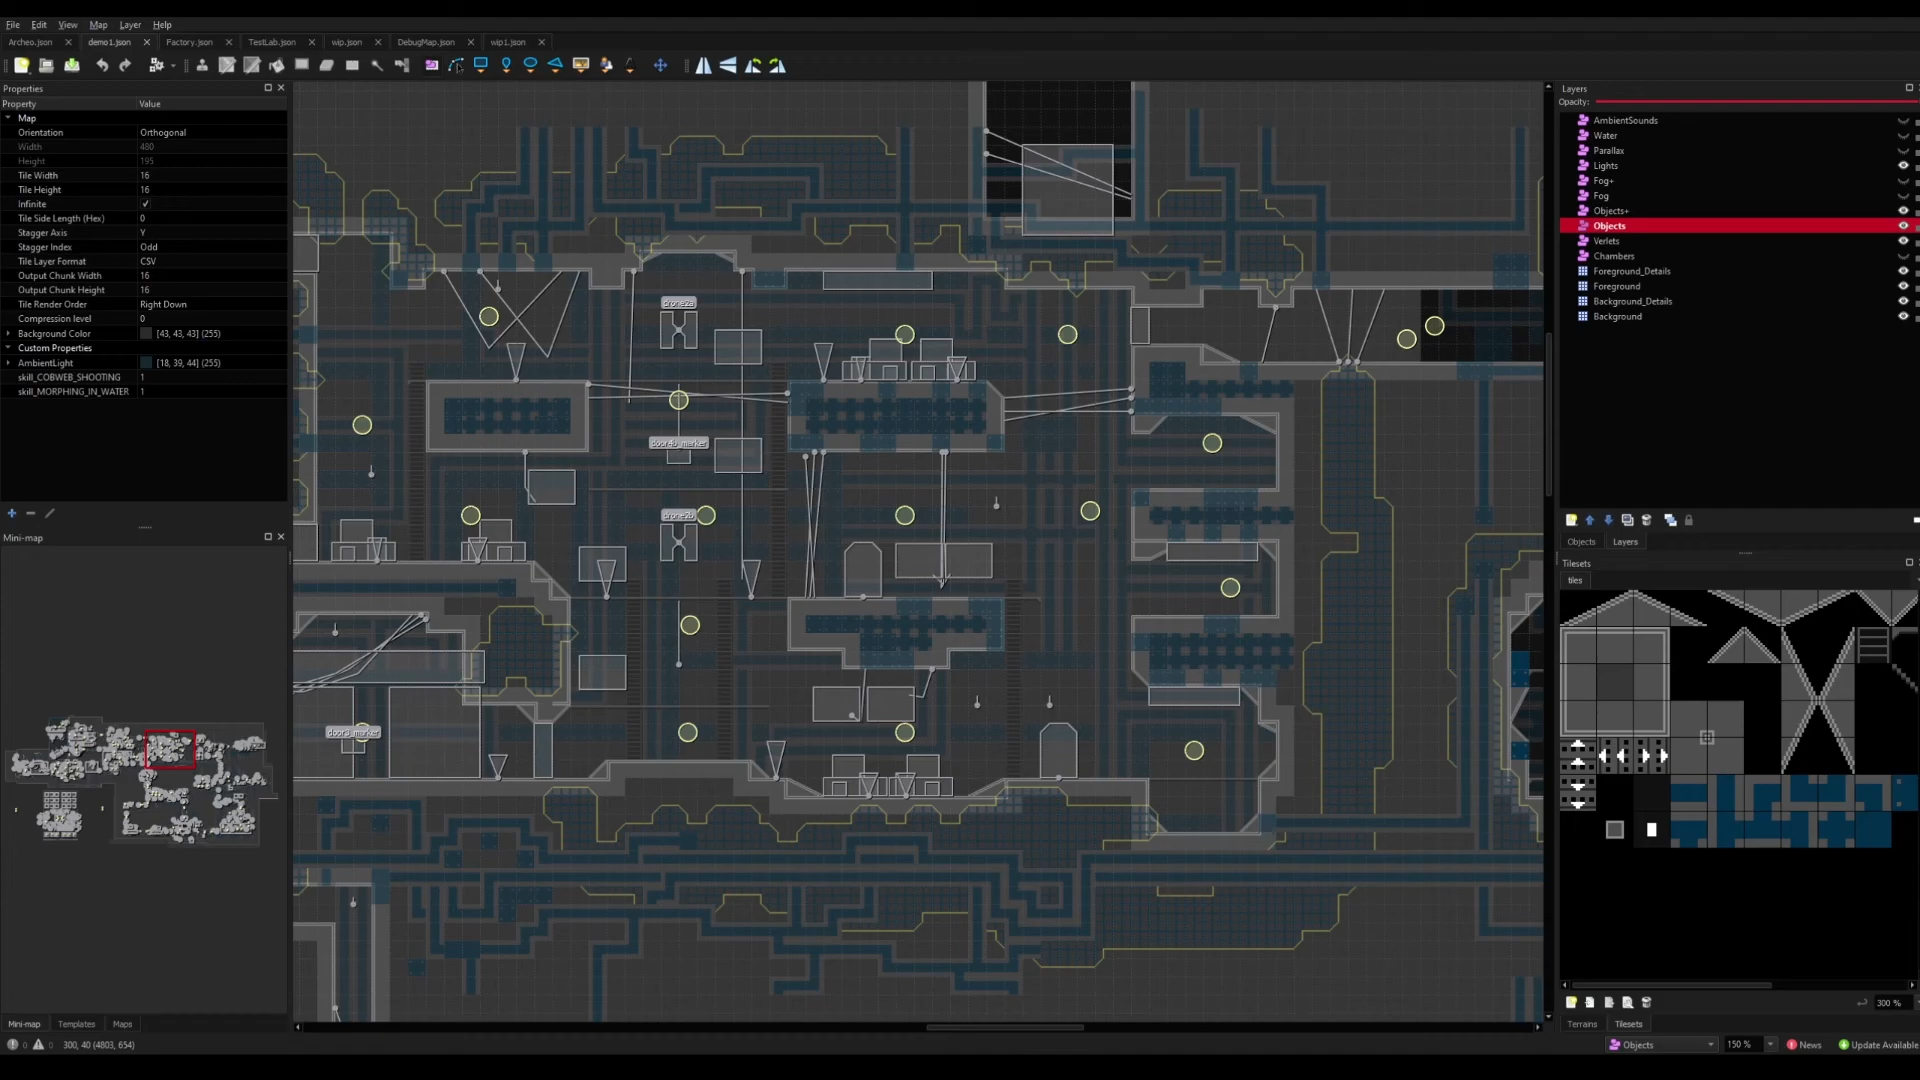 File Edit View Map Layer Help
Archeo.json demo1.json Factory.json TestLab.json wip.json DebugMap.json wip1.json
Properties
Property Value
Map
Orientation Orthogonal
Width 480
Height 195
Tile Width 16
Tile Height 16
Infinite
Tile Side Length (Hex) 0
Stagger Axis Y
Stagger Index Odd
Tile Layer Format CSV
Output Chunk Width 16
Output Chunk Height 16
Tile Render Order Right Down
Compression level 0
Background Color [43, 43, 43] (255)
Custom Properties
AmbientLight [18, 39, 44] (255)
skill_COBWEB_SHOOTING 1
skill_MORPHING_IN_WATER 1
Mini-map
Mini-map Templates Maps
0 0 300, 40 (4803, 654)
drone2a
door4b_marker
drone2b
door3_marker
Layers
Opacity:
AmbientSounds
Water
Parallax
Lights
Fog+
Fog
Objects+
Objects
Verlets
Chambers
Foreground_Details
Foreground
Background_Details
Background
Objects Layers
Tilesets
tiles
300 %
Terrains Tilesets
Objects 150 % News Update Available